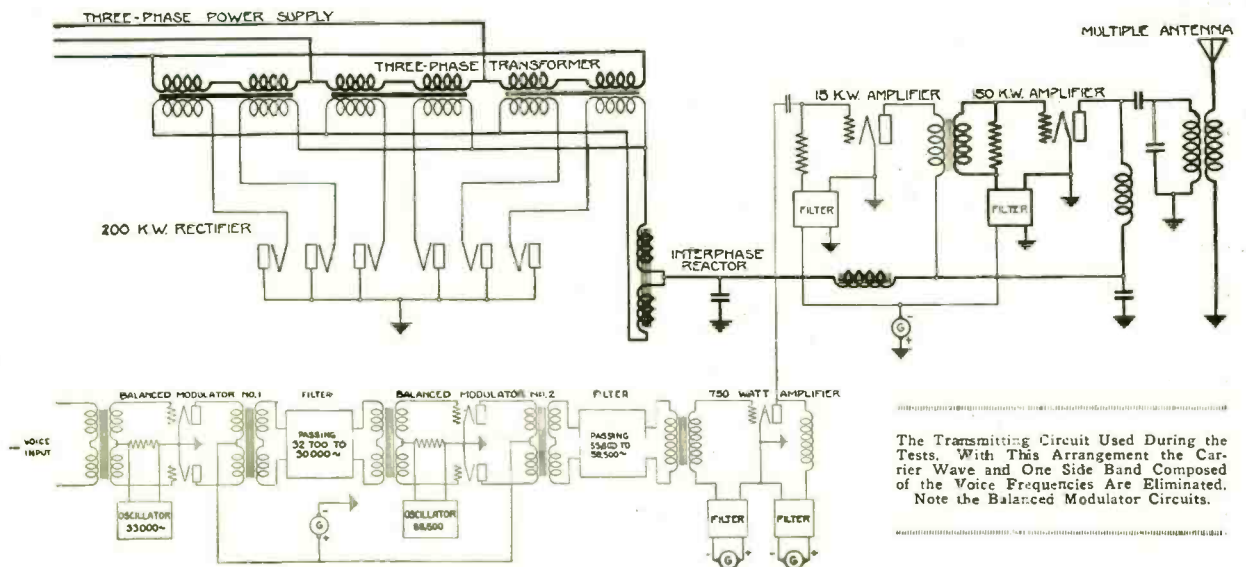 THREE-PHASE POWER SUPPLY
MULTIPLE ANTENNA
THREE-PHASE TRANSFORMER
15 K.W. AMPLIFIER
150 K.W. AMPLIFIER
FILTER
FILTER
200 K.W. RECTIFIER
INTERPHASE
REACTOR
- G +
BALANCED MODULATOR NO.1
FILTER
BALANCED MODULATOR NO.2
FILTER
750 WATT AMPLIFIER
VOICE
INPUT
PASSING
32 TOO TO
30.000~
PASSING
TO
58,500~
OSCILLATOR
33000~
- G +
OSCILLATOR
FILTER
FILTER
- G +
- G +
The Transmitting Circuit Used During the
Tests. With This Arrangement the Car-
rier Wave and One Side Band Composed
of the Voice Frequencies Are Eliminated.
Note the Balanced Modulator Circuits.